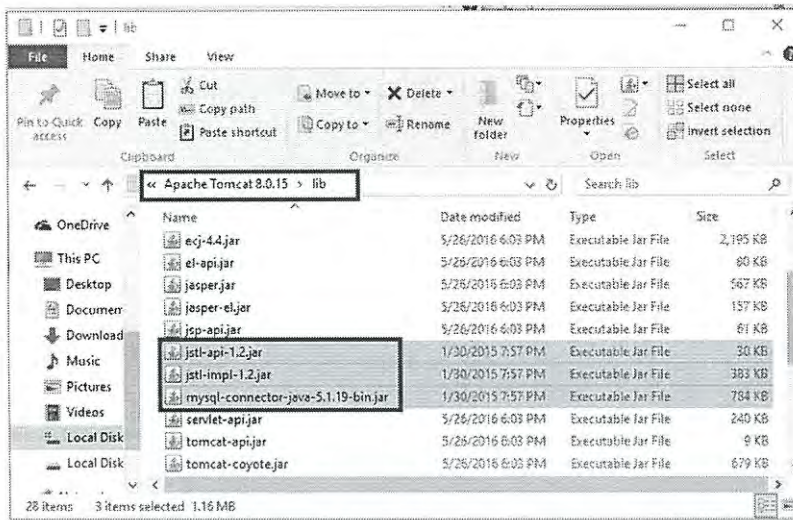 lib
File Home Share View
Pin to Quick access
Copy
Paste
Cut
Copy path
Paste shortcut
Clipboard
Move to
Copy to
Delete
Rename
Organize
New folder
New
Properties
Open
Select all
Select none
Invert selection
Select
« Apache Tomcat 8.0.15 > lib
Search lib
OneDrive
This PC
Desktop
Documen
Download
Music
Pictures
Videos
Local Disk
Local Disk
Name Date modified Type Size
ecj-4.4.jar 5/26/2016 6:03 PM Executable Jar File 2,195 KB
el-api.jar 5/26/2016 6:03 PM Executable Jar File 80 KB
jasper.jar 5/26/2016 6:03 PM Executable Jar File 567 KB
jasper-el.jar 5/26/2016 6:03 PM Executable Jar File 157 KB
jsp-api.jar 5/26/2016 6:03 PM Executable Jar File 61 KB
jstl-api-1.2.jar 1/30/2015 7:57 PM Executable Jar File 30 KB
jstl-impl-1.2.jar 1/30/2015 7:57 PM Executable Jar File 383 KB
mysql-connector-java-5.1.19-bin.jar 1/30/2015 7:57 PM Executable Jar File 784 KB
servlet-api.jar 5/26/2016 6:03 PM Executable Jar File 240 KB
tomcat-api.jar 5/26/2016 6:03 PM Executable Jar File 9 KB
tomcat-coyote.jar 5/26/2016 6:03 PM Executable Jar File 679 KB
28 items 3 items selected 1.16 MB